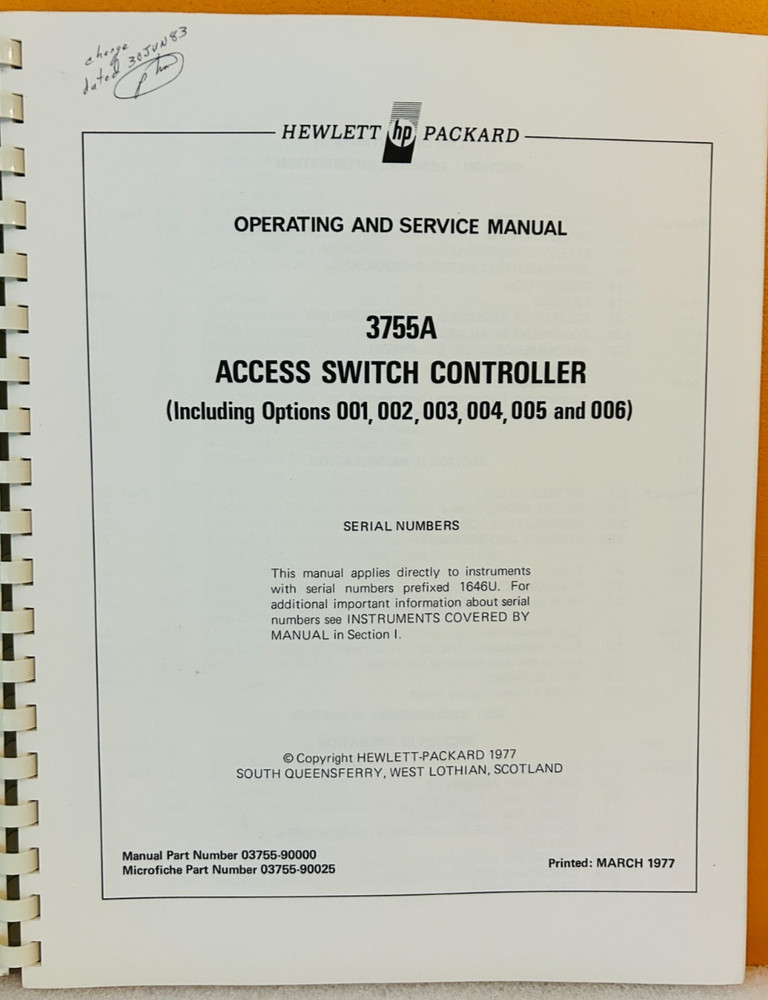 change
dated 30JUN83
HEWLETT hp PACKARD
OPERATING AND SERVICE MANUAL
3755A
ACCESS SWITCH CONTROLLER
(Including Options 001, 002, 003, 004, 005 and 006)
SERIAL NUMBERS
This manual applies directly to instruments
with serial numbers prefixed 1646U. For
additional important information about serial
numbers see INSTRUMENTS COVERED BY
MANUAL in Section I.
© Copyright HEWLETT-PACKARD 1977
SOUTH QUEENSFERRY, WEST LOTHIAN, SCOTLAND
Manual Part Number 03755-90000
Microfiche Part Number 03755-90025
Printed: MARCH 1977